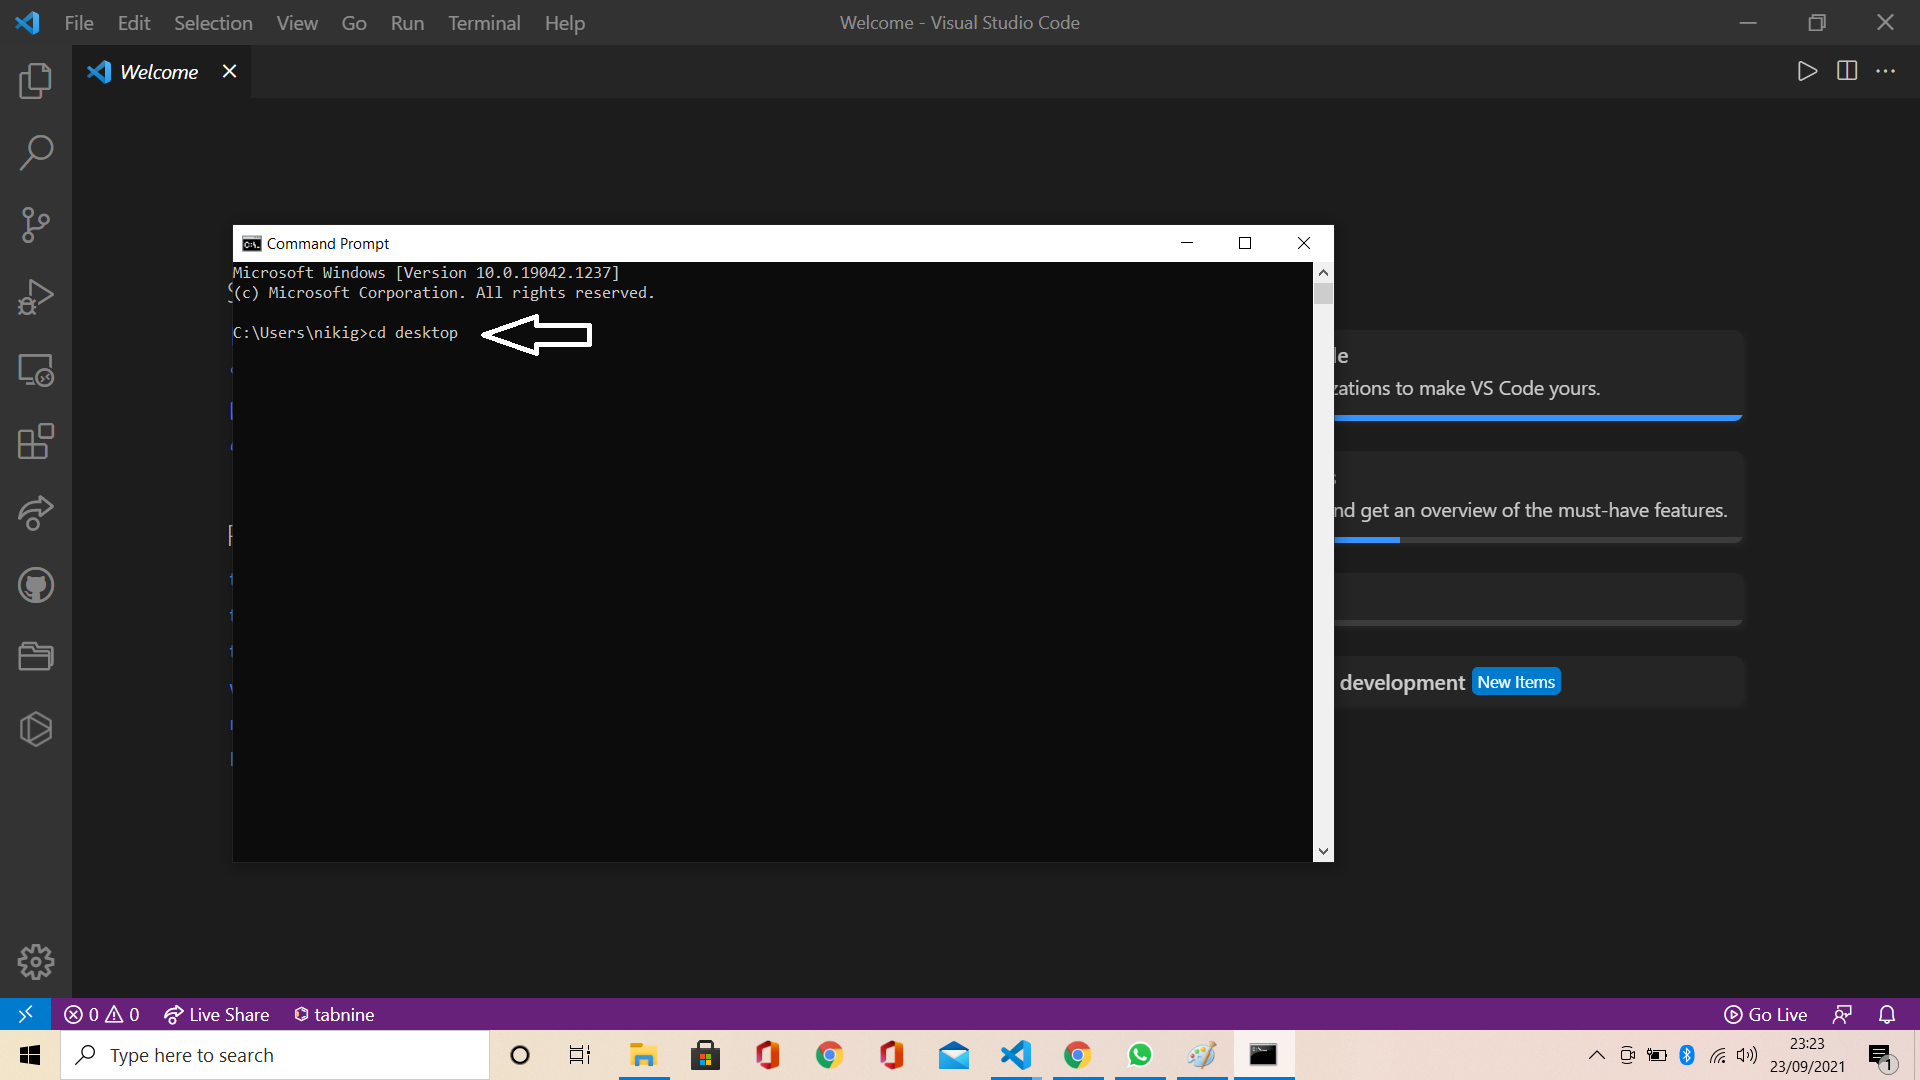 File Edit Selection View Go Run Terminal Help
Welcome - Visual Studio Code
Welcome
Command Prompt
Microsoft Windows [Version 10.0.19042.1237]
(c) Microsoft Corporation. All rights reserved.
C:\Users\nikig>cd desktop
to make VS Code yours.
get an overview of the must-have features.
development New Items
0 0 Live Share tabnine
Go Live
Type here to search
23:23
23/09/2021
1